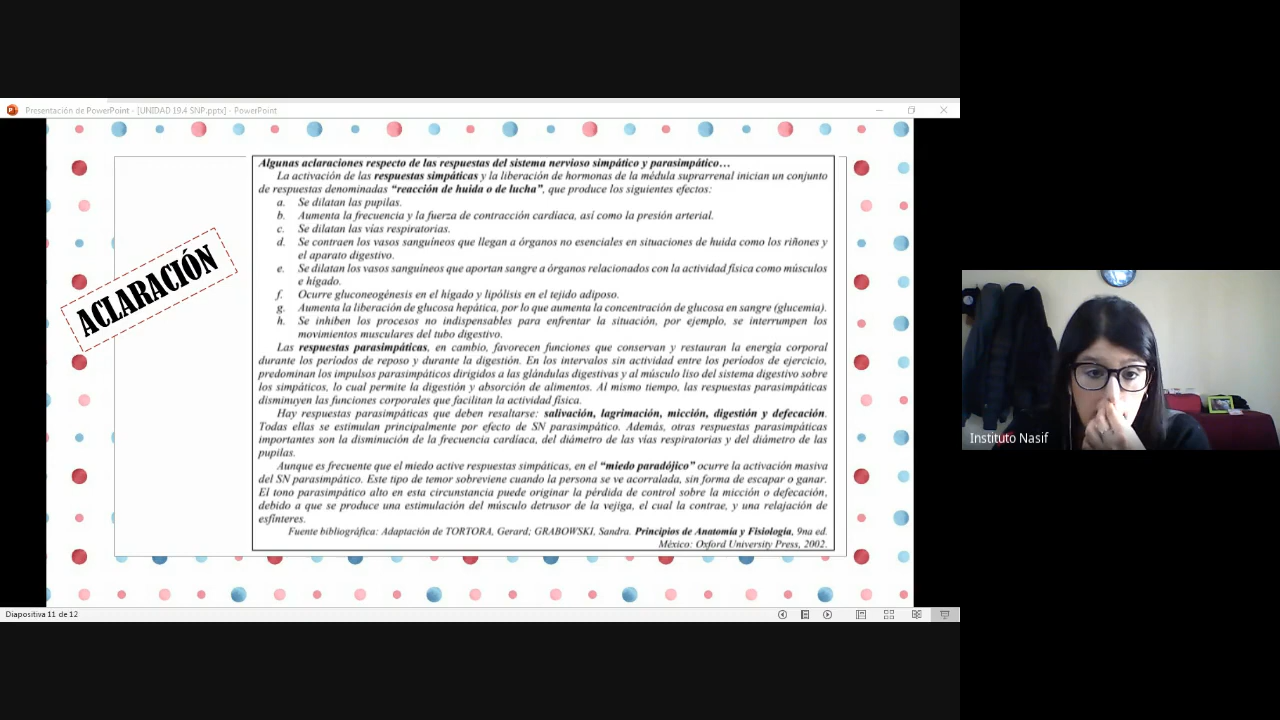 Presentación de PowerPoint - [UNIDAD 19.4 SNP.pptx] - PowerPoint
ACLARACIÓN
Algunas aclaraciones respecto de las respuestas del sistema nervioso simpático y parasimpático…
La activación de las respuestas simpáticas y la liberación de hormonas de la médula suprarrenal inician un conjunto
de respuestas denominadas “reacción de huida o de lucha”, que produce los siguientes efectos:
a. Se dilatan las pupilas.
b. Aumenta la frecuencia y la fuerza de contracción cardiaca, así como la presión arterial.
c. Se dilatan las vías respiratorias.
d. Se contraen los vasos sanguíneos que llegan a órganos no esenciales en situaciones de huida como los riñones y
el aparato digestivo.
e. Se dilatan los vasos sanguíneos que aportan sangre a órganos relacionados con la actividad física como músculos
e hígado.
f. Ocurre gluconeogénesis en el hígado y lipólisis en el tejido adiposo.
g. Aumenta la liberación de glucosa hepática, por lo que aumenta la concentración de glucosa en sangre (glucemia).
h. Se inhiben los procesos no indispensables para enfrentar la situación, por ejemplo, se interrumpen los
movimientos musculares del tubo digestivo.
Las respuestas parasimpáticas, en cambio, favorecen funciones que conservan y restauran la energía corporal
durante los períodos de reposo y durante la digestión. En los intervalos sin actividad entre los períodos de ejercicio,
predominan los impulsos parasimpáticos dirigidos a las glándulas digestivas y al músculo liso del sistema digestivo sobre
los simpáticos, lo cual permite la digestión y absorción de alimentos. Al mismo tiempo, las respuestas parasimpáticas
disminuyen las funciones corporales que facilitan la actividad física.
Hay respuestas parasimpáticas que deben resaltarse: salivación, lagrimación, micción, digestión y defecación.
Todas ellas se estimulan principalmente por efecto de SN parasimpático. Además, otras respuestas parasimpáticas
importantes son la disminución de la frecuencia cardíaca, del diámetro de las vías respiratorias y del diámetro de las
pupilas.
Aunque es frecuente que el miedo active respuestas simpáticas, en el “miedo paradójico” ocurre la activación masiva
del SN parasimpático. Este tipo de temor sobreviene cuando la persona se ve acorralada, sin forma de escapar o ganar.
El tono parasimpático alto en esta circunstancia puede originar la pérdida de control sobre la micción o defecación,
debido a que se produce una estimulación del músculo detrusor de la vejiga, el cual la contrae, y una relajación de
esfínteres.
Fuente bibliográfica: Adaptación de TORTORA, Gerard; GRABOWSKI, Sandra. Principios de Anatomía y Fisiología, 9na ed.
México: Oxford University Press, 2002.
Instituto Nasif
Diapositiva 11 de 12